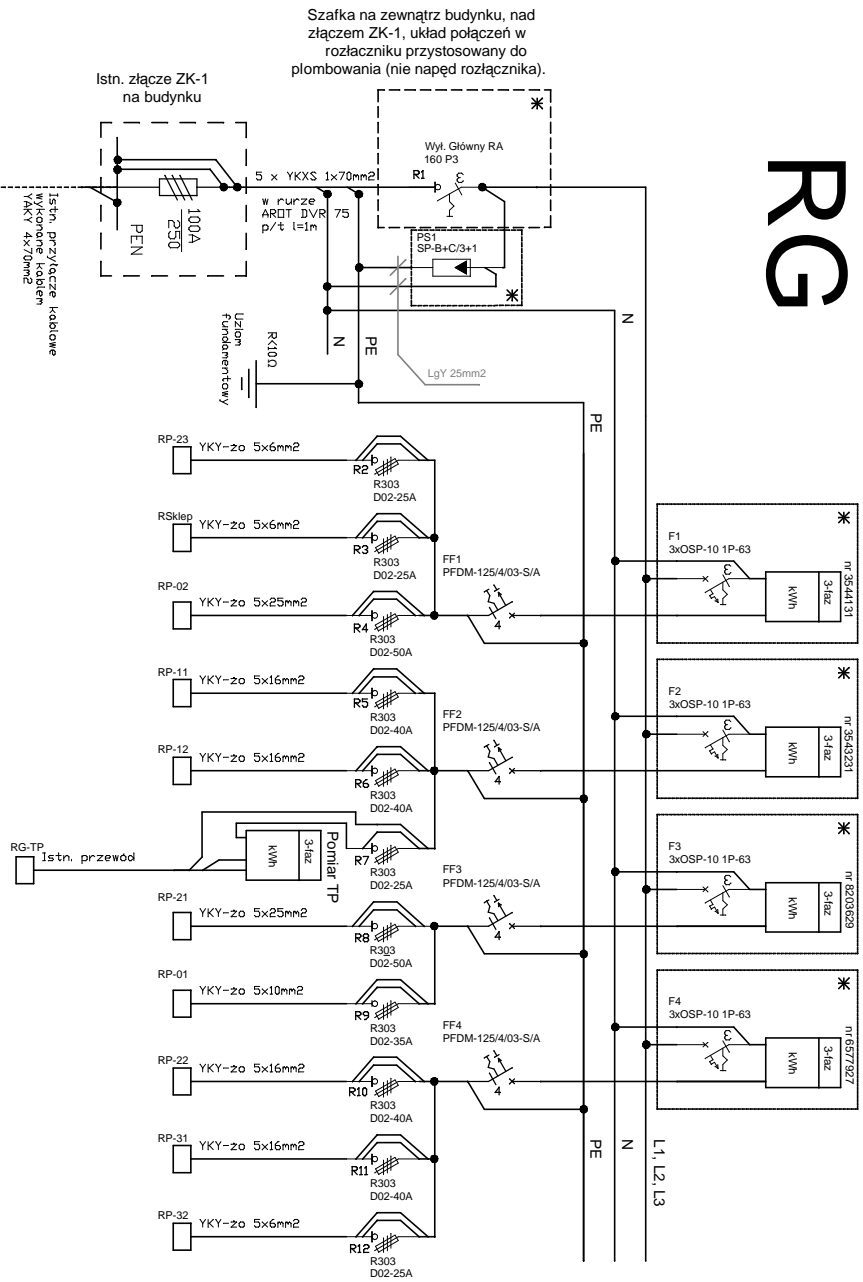 Szafka na zewnątrz budynku, nad
złączem ZK-1, układ połączeń w
rozłaczniku przystosowany do
plombowania (nie napęd rozłącznika).
Istn. złącze ZK-1
na budynku
RG
Wył. Główny RA
160 P3
R1
3
5 x YKXS 1x70mm2
w rurze
AROT DVR 75
p/t l=1m
100A
250
PEN
Istn. przyłącze kablowe
wykonane kablem
YAKY 4x70mm2
PS1
SP-B+C/3+1
N
PE
N
LgY 25mm2
R<10Ω
Uziom
fundamentowy
PE
RP-23
YKY-żo 5x6mm2
R2
R303
D02-25A
RSklep
YKY-żo 5x6mm2
R3
R303
D02-25A
RP-02
YKY-żo 5x25mm2
R4
R303
D02-50A
FF1
PFDM-125/4/03-S/A
4
F1
3xOSP-10 1P-63
3
kWh
3-faz
nr 3544131
RP-11
YKY-żo 5x16mm2
R5
R303
D02-40A
RP-12
YKY-żo 5x16mm2
R6
R303
D02-40A
FF2
PFDM-125/4/03-S/A
4
F2
3xOSP-10 1P-63
3
kWh
3-faz
nr 3543231
RG-TP
Istn. przewód
kWh
3-faz
Pomiar TP
R7
R303
D02-25A
RP-21
YKY-żo 5x25mm2
R8
R303
D02-50A
FF3
PFDM-125/4/03-S/A
4
F3
3xOSP-10 1P-63
3
kWh
3-faz
nr 8203629
RP-01
YKY-żo 5x10mm2
R9
R303
D02-35A
RP-22
YKY-żo 5x16mm2
R10
R303
D02-40A
FF4
PFDM-125/4/03-S/A
4
F4
3xOSP-10 1P-63
3
kWh
3-faz
nr 6577927
RP-31
YKY-żo 5x16mm2
R11
R303
D02-40A
RP-32
YKY-żo 5x6mm2
R12
R303
D02-25A
PE
N
L1, L2, L3